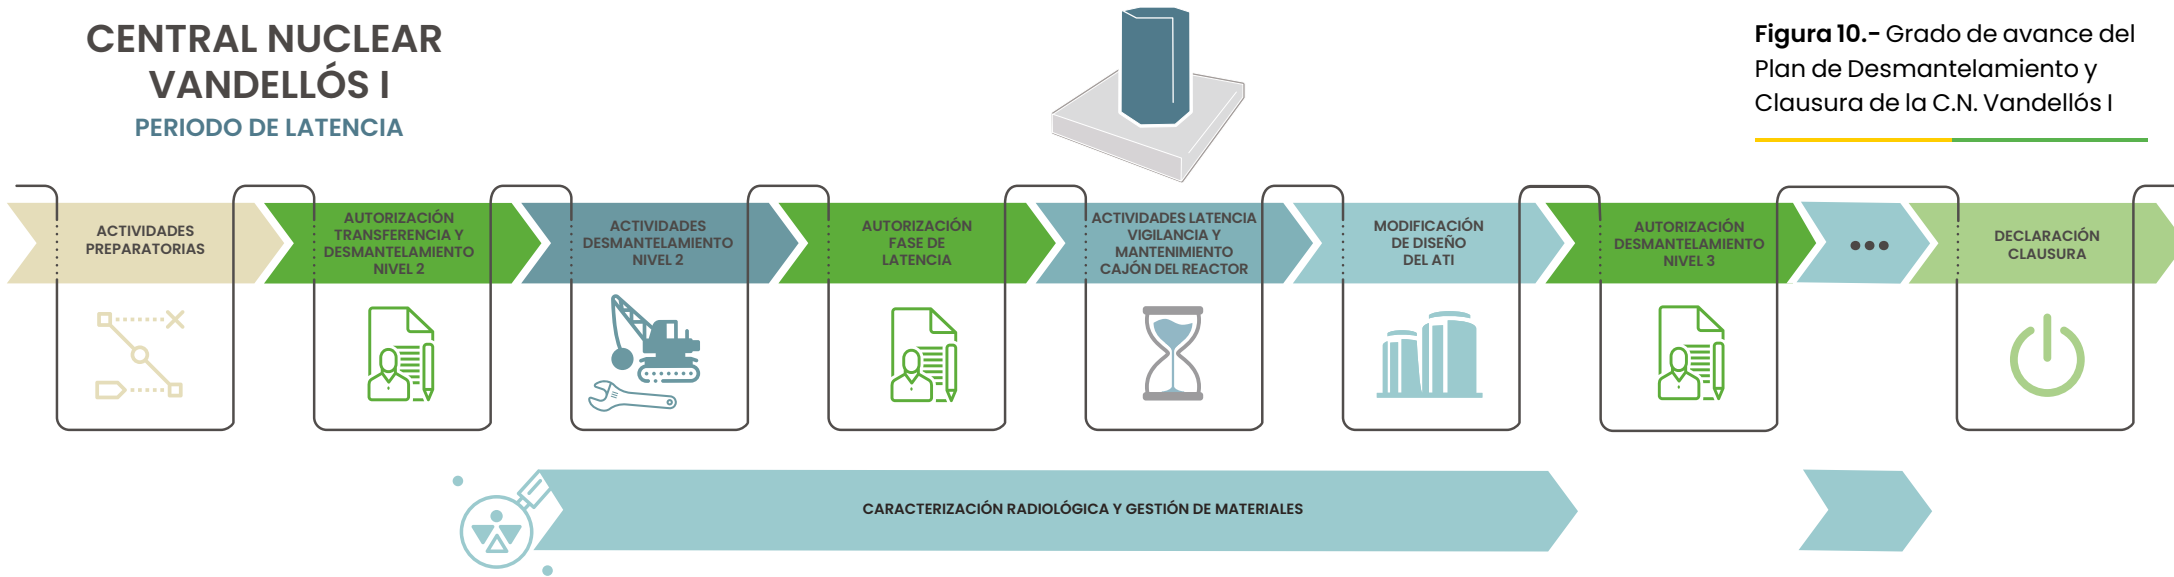 CENTRAL NUCLEAR
VANDELLÓS I
PERIODO DE LATENCIA
Figura 10.- Grado de avance del
Plan de Desmantelamiento y
Clausura de la C.N. Vandellós I
ACTIVIDADES
PREPARATORIAS
AUTORIZACIÓN
TRANSFERENCIA Y
DESMANTELAMIENTO
NIVEL 2
ACTIVIDADES
DESMANTELAMIENTO
NIVEL 2
AUTORIZACIÓN
FASE DE
LATENCIA
ACTIVIDADES LATENCIA
VIGILANCIA Y
MANTENIMIENTO
CAJÓN DEL REACTOR
MODIFICACIÓN
DE DISEÑO
DEL ATI
AUTORIZACIÓN
DESMANTELAMIENTO
NIVEL 3
•••
DECLARACIÓN
CLAUSURA
CARACTERIZACIÓN RADIOLÓGICA Y GESTIÓN DE MATERIALES